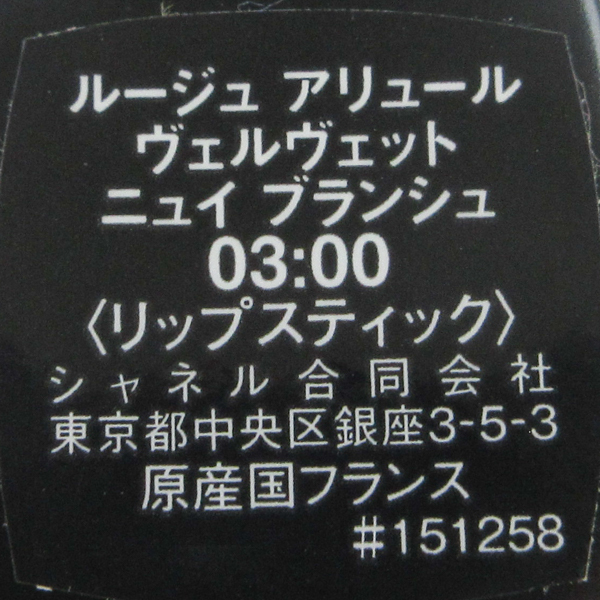 ルージュ アリュール
ヴェルヴェット
ニュイ ブランシュ
03:00
〈リップスティック〉
シャネル合同会社
東京都中央区銀座3-5-3
原産国フランス
#151258